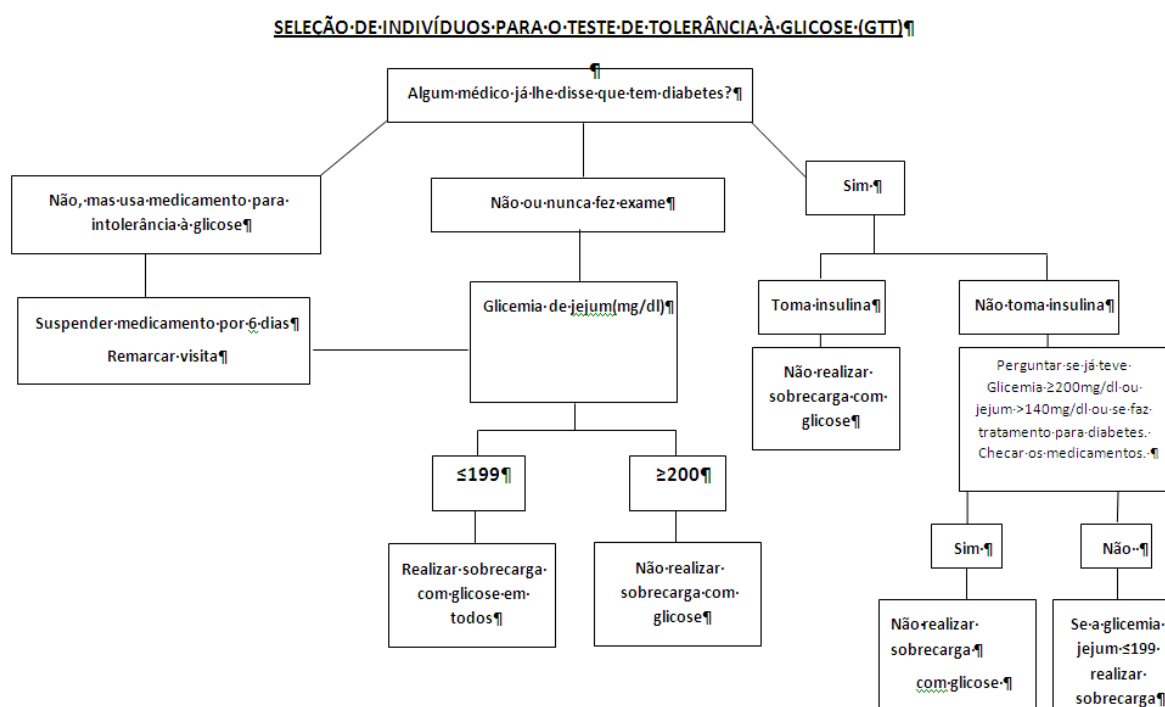 SELEÇÃO·DE·INDIVÍDUOS·PARA·O·TESTE·DE·TOLERÂNCIA·À·GLICOSE·(GTT)¶
¶
Algum·médico·já·lhe·disse·que·tem·diabetes?¶
Não,·mas·usa·medicamento·para·
intolerância·à·glicose¶
Não·ou·nunca·fez·exame¶
Sim·¶
Suspender·medicamento·por·6·dias¶
Remarcar·visita¶
Glicemia·de·jejum(mg/dl)¶
Toma·insulina¶
Não·toma·insulina¶
Não·realizar·
sobrecarga·com·
glicose¶
Perguntar·se·já·teve·
Glicemia·≥200mg/dl·ou·
jejum·>140mg/dl·ou·se·faz·
tratamento·para·diabetes.·
Checar·os·medicamentos.·¶
≤199¶
≥200¶
Realizar·sobrecarga·
com·glicose·em·
todos¶
Não·realizar·
sobrecarga·com·
glicose¶
Sim·¶
Não··¶
Não·realizar·
sobrecarga·¶
com·glicose·¶
Se·a·glicemia·
jejum·≤199·
realizar·
sobrecarga¶